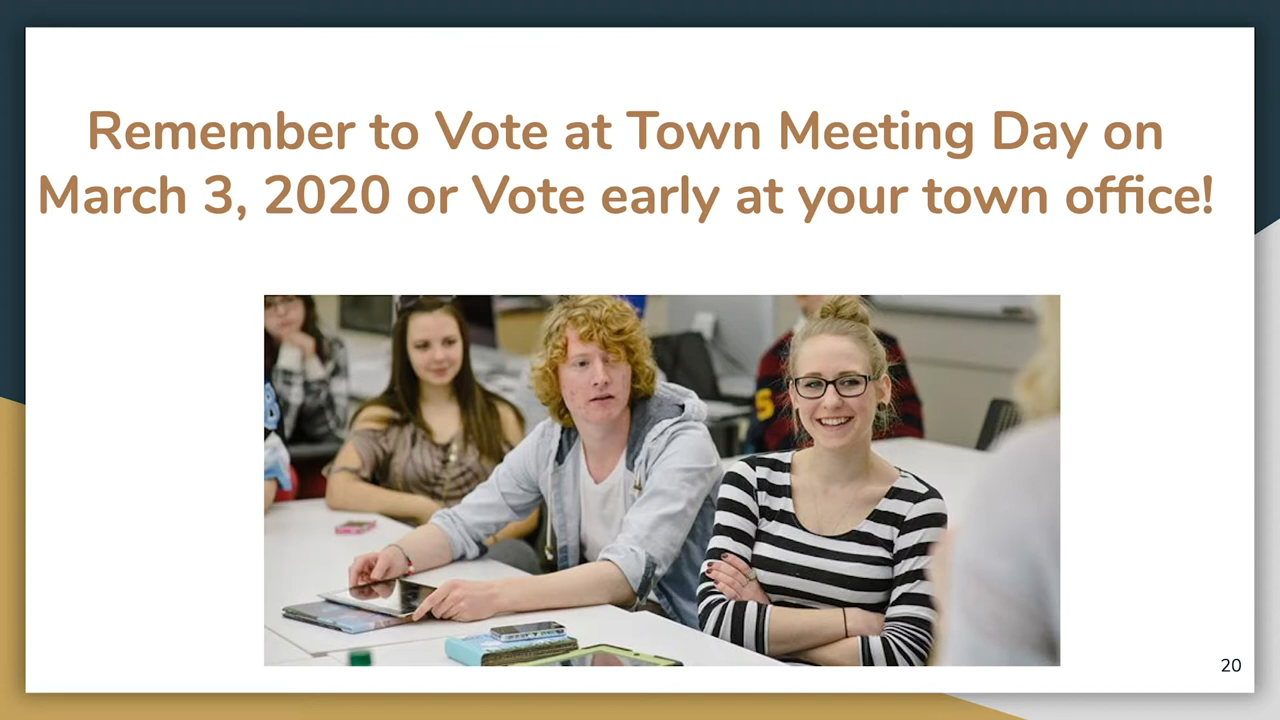 Remember to Vote at Town Meeting Day on
March 3, 2020 or Vote early at your town office!
S
20